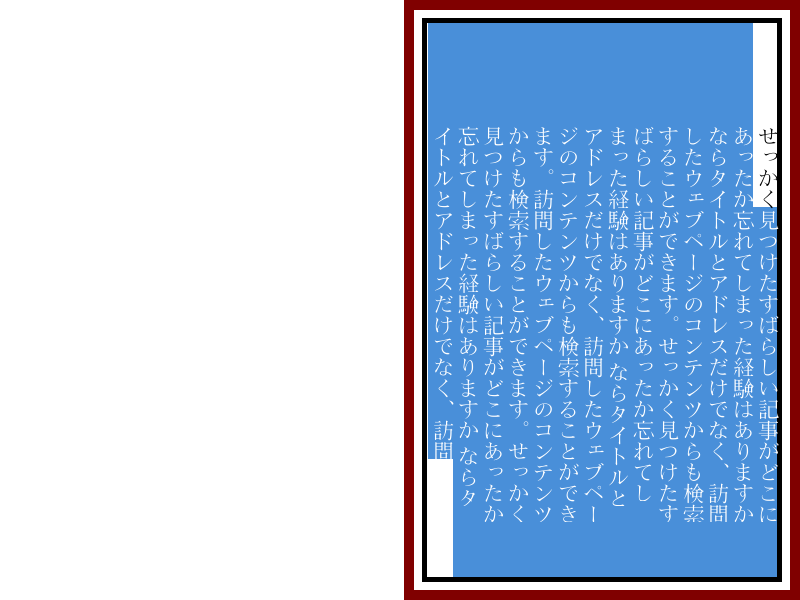 せっかく見つけたすばらしい記事がどこに
あったか忘れてしまった経験はありますか
ならタイトルとアドレスだけでなく、訪問
したウェブページのコンテンツからも検索
することができます。せっかく見つけたす
ばらしい記事がどこにあったか忘れてし
まった経験はありますか ならタイトルと
アドレスだけでなく、訪問したウェブペー
ジのコンテンツからも検索することができ
ます。訪問したウェブページのコンテンツ
からも検索することができます。せっかく
見つけたすばらしい記事がどこにあったか
忘れてしまった経験はありますか ならタ
イトルとアドレスだけでなく、訪問